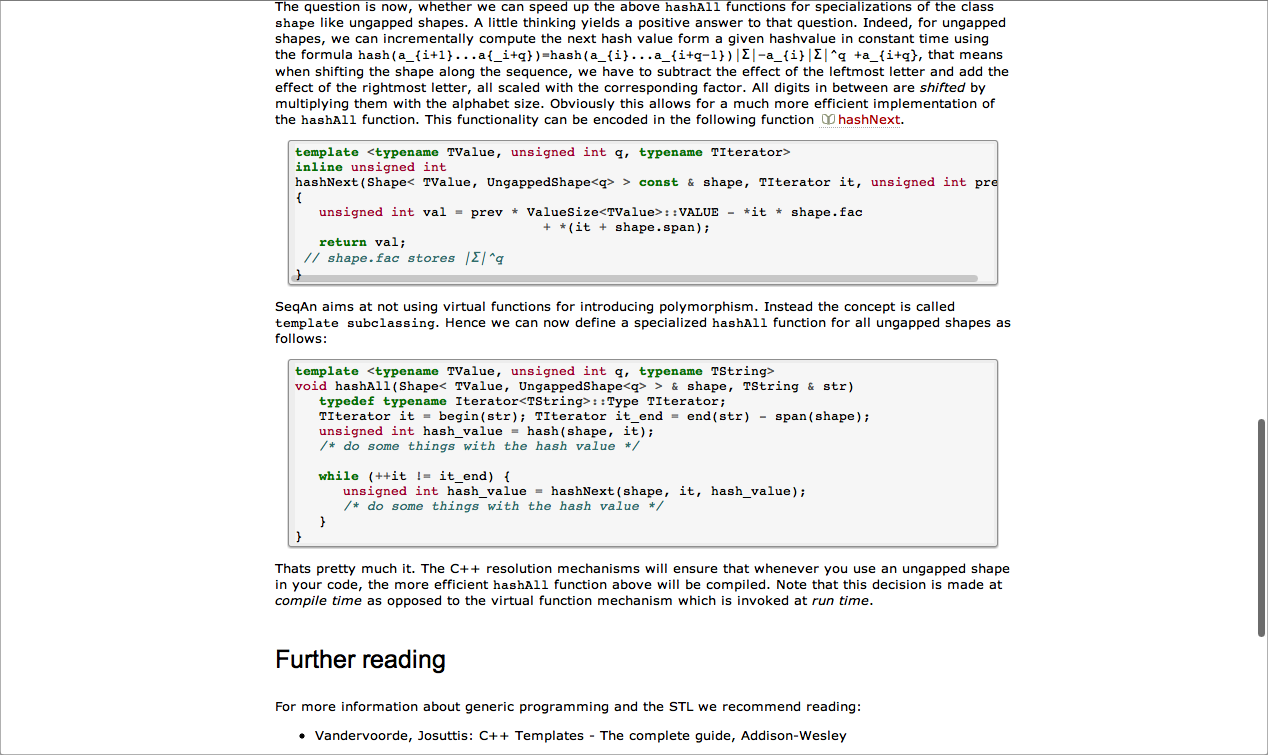 The question is now, whether we can speed up the above hashAll functions for specializations of the class
shape like ungapped shapes. A little thinking yields a positive answer to that question. Indeed, for ungapped
shapes, we can incrementally compute the next hash value form a given hashvalue in constant time using
the formula hash(a_{i+1}...a{_i+q})=hash(a_{i}...a_{i+q-1})|Σ|−a_{i}|Σ|^q +a_{i+q}, that means
when shifting the shape along the sequence, we have to subtract the effect of the leftmost letter and add the
effect of the rightmost letter, all scaled with the corresponding factor. All digits in between are shifted by
multiplying them with the alphabet size. Obviously this allows for a much more efficient implementation of
the hashAll function. This functionality can be encoded in the following function hashNext.
template <typename TValue, unsigned int q, typename TIterator>
inline unsigned int
hashNext(Shape< TValue, UngappedShape<q> > const & shape, TIterator it, unsigned int pre
{
unsigned int val = prev * ValueSize<TValue>::VALUE - *it * shape.fac
+ *(it + shape.span);
return val;
// shape.fac stores |Σ|^q
}
SeqAn aims at not using virtual functions for introducing polymorphism. Instead the concept is called
template subclassing. Hence we can now define a specialized hashAll function for all ungapped shapes as
follows:
template <typename TValue, unsigned int q, typename TString>
void hashAll(Shape< TValue, UngappedShape<q> > & shape, TString & str)
typedef typename Iterator<TString>::Type TIterator;
TIterator it = begin(str); TIterator it_end = end(str) - span(shape);
unsigned int hash_value = hash(shape, it);
/* do some things with the hash value */
while (++it != it_end) {
unsigned int hash_value = hashNext(shape, it, hash_value);
/* do some things with the hash value */
}
}
Thats pretty much it. The C++ resolution mechanisms will ensure that whenever you use an ungapped shape
in your code, the more efficient hashAll function above will be compiled. Note that this decision is made at
compile time as opposed to the virtual function mechanism which is invoked at run time.
Further reading
For more information about generic programming and the STL we recommend reading:
• Vandervoorde, Josuttis: C++ Templates - The complete guide, Addison-Wesley